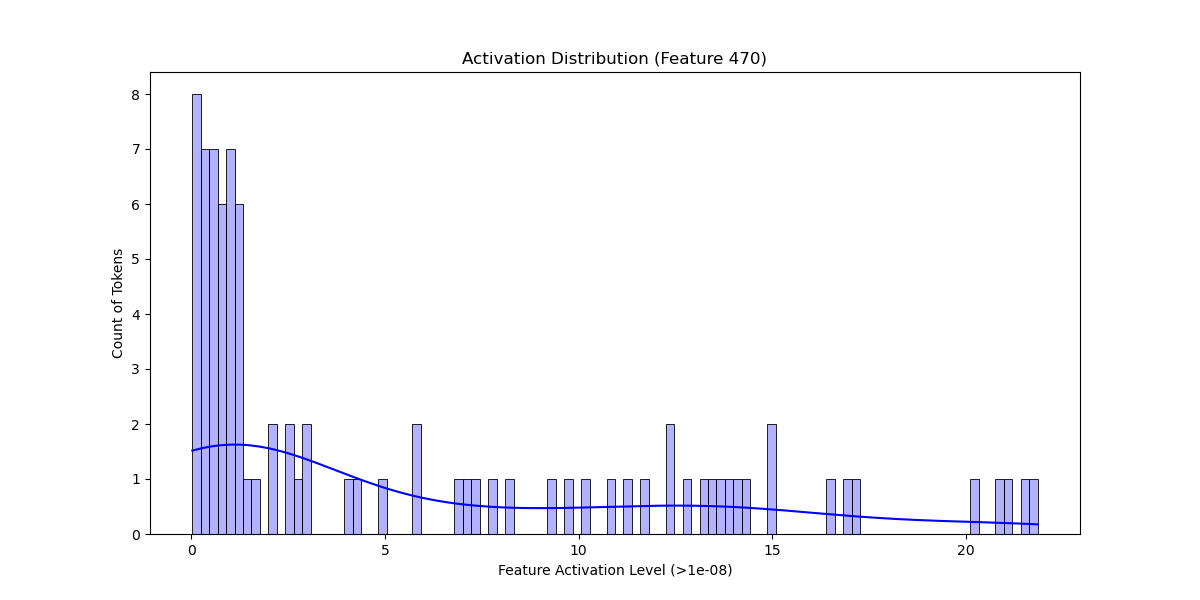 Activation Distribution (Feature 470)
8
7
6
5
4
3
2
1
0
Count of Tokens
0 5 10 15 20
Feature Activation Level (>1e-08)